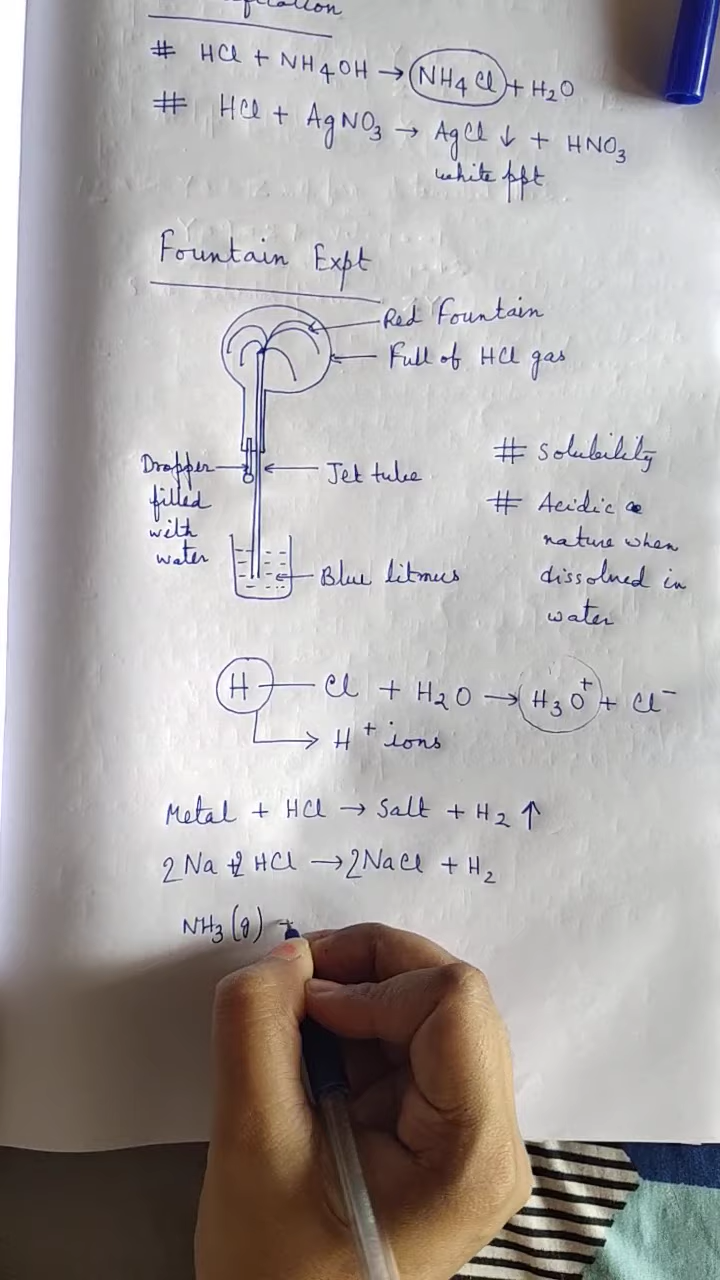 # HCl + NH4OH → NH4Cl + H2O
# HCl + AgNO3 → AgCl ↓ + HNO3
white ppt
Fountain Expt
Red Fountain
Full of HCl gas
Dropper
filled
with
water
Jet tube
Blue litmus
# Solubility
# Acidic
nature when
dissolved in
water
H — Cl + H2O → H3O+ + Cl-
H+ ions
Metal + HCl → Salt + H2 ↑
2Na + 2HCl → 2NaCl + H2
NH3(g) +